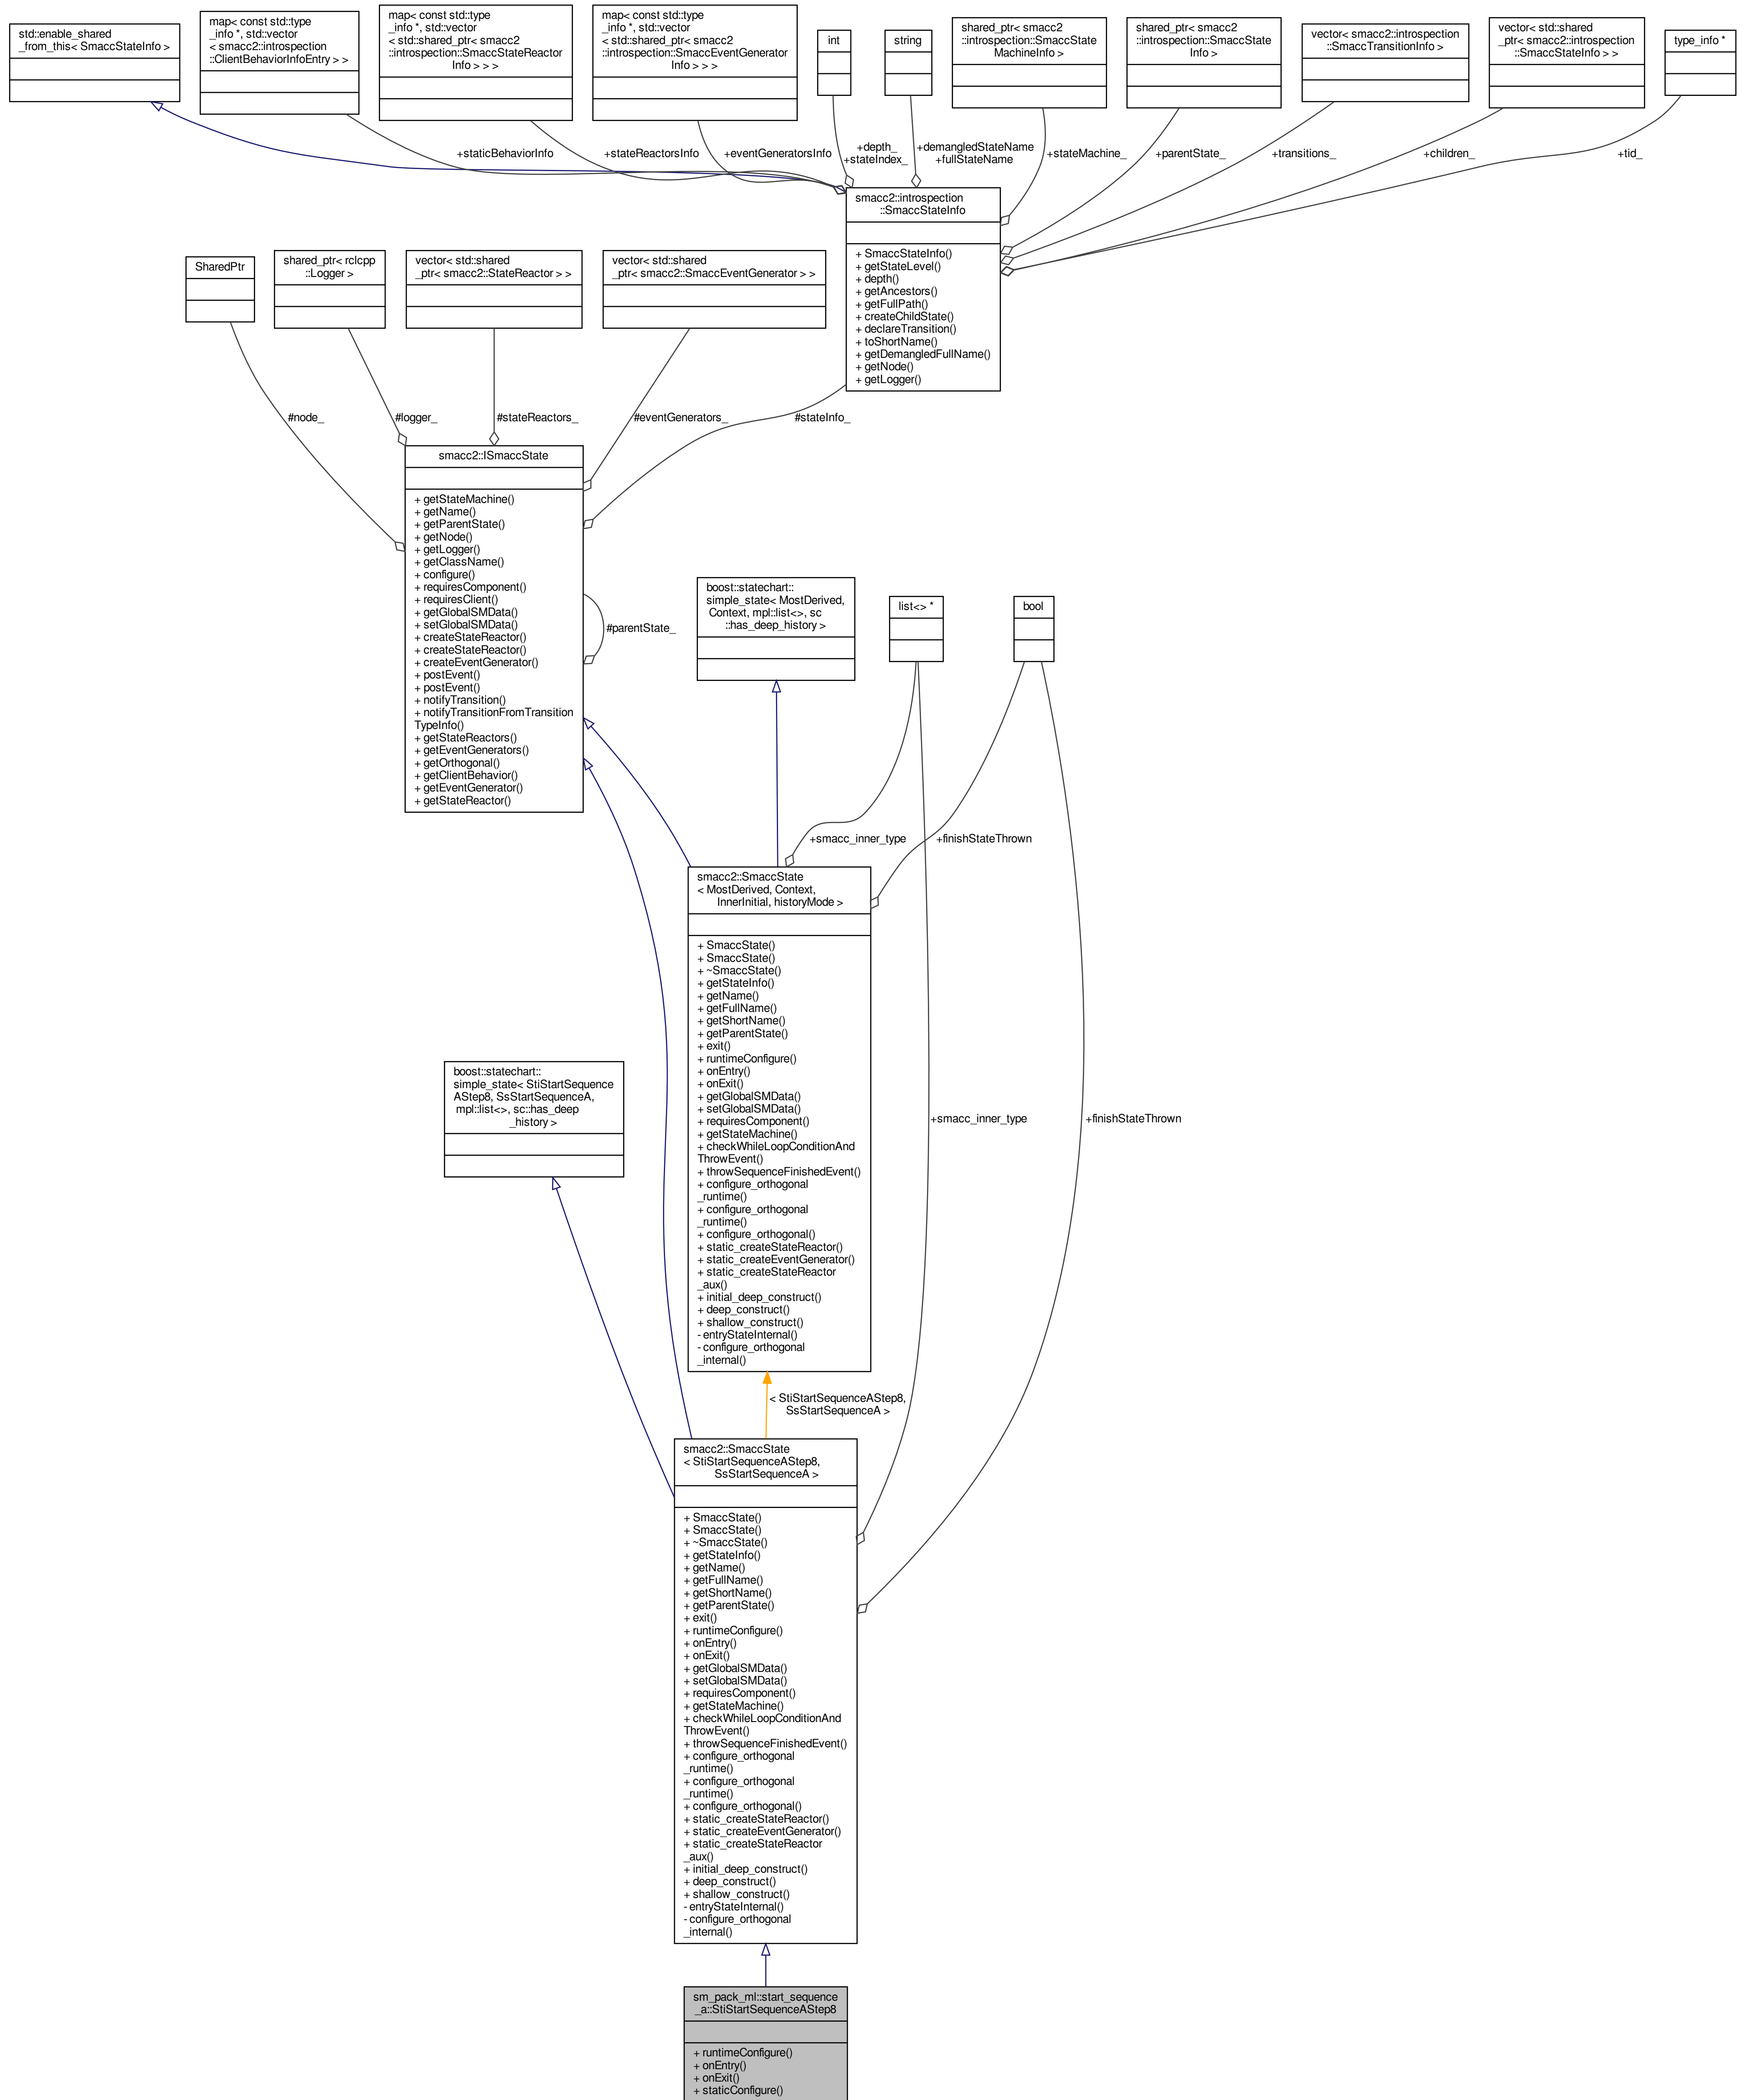 std::enable_shared
_from_this< SmaccStateInfo >
map< const std::type
_info *, std::vector
< smacc2::introspection
::ClientBehaviorInfoEntry > >
map< const std::type
_info *, std::vector
< std::shared_ptr< smacc2
::introspection::SmaccStateReactor
Info > > >
map< const std::type
_info *, std::vector
< std::shared_ptr< smacc2
::introspection::SmaccEventGenerator
Info > > >
int
string
shared_ptr< smacc2
::introspection::SmaccState
MachineInfo >
shared_ptr< smacc2
::introspection::SmaccState
Info >
vector< smacc2::introspection
::SmaccTransitionInfo >
vector< std::shared
_ptr< smacc2::introspection
::SmaccStateInfo > >
type_info *
+staticBehaviorInfo
+stateReactorsInfo
+eventGeneratorsInfo
+depth_
+stateIndex_
+demangledStateName
+fullStateName
+stateMachine_
+parentState_
+transitions_
+children_
+tid_
smacc2::introspection
::SmaccStateInfo
+ SmaccStateInfo()
+ getStateLevel()
+ depth()
+ getAncestors()
+ getFullPath()
+ createChildState()
+ declareTransition()
+ toShortName()
+ getDemangledFullName()
+ getNode()
+ getLogger()
SharedPtr
shared_ptr< rclcpp
::Logger >
vector< std::shared
_ptr< smacc2::StateReactor > >
vector< std::shared
_ptr< smacc2::SmaccEventGenerator > >
#node_
#logger_
#stateReactors_
#eventGenerators_
#stateInfo_
smacc2::ISmaccState
+ getStateMachine()
+ getName()
+ getParentState()
+ getNode()
+ getLogger()
+ getClassName()
+ configure()
+ requiresComponent()
+ requiresClient()
+ getGlobalSMData()
+ setGlobalSMData()
+ createStateReactor()
+ createStateReactor()
+ createEventGenerator()
+ postEvent()
+ postEvent()
+ notifyTransition()
+ notifyTransitionFromTransition
TypeInfo()
+ getStateReactors()
+ getEventGenerators()
+ getOrthogonal()
+ getClientBehavior()
+ getEventGenerator()
+ getStateReactor()
#parentState_
boost::statechart::
simple_state< MostDerived,
Context, mpl::list<>, sc
::has_deep_history >
list<> *
bool
+smacc_inner_type
+finishStateThrown
smacc2::SmaccState
< MostDerived, Context,
InnerInitial, historyMode >
+ SmaccState()
+ SmaccState()
+ ~SmaccState()
+ getStateInfo()
+ getName()
+ getFullName()
+ getShortName()
+ getParentState()
+ exit()
+ runtimeConfigure()
+ onEntry()
+ onExit()
+ getGlobalSMData()
+ setGlobalSMData()
+ requiresComponent()
+ getStateMachine()
+ checkWhileLoopConditionAnd
ThrowEvent()
+ throwSequenceFinishedEvent()
+ configure_orthogonal
_runtime()
+ configure_orthogonal
_runtime()
+ configure_orthogonal()
+ static_createStateReactor()
+ static_createEventGenerator()
+ static_createStateReactor
_aux()
+ initial_deep_construct()
+ deep_construct()
+ shallow_construct()
- entryStateInternal()
- configure_orthogonal
_internal()
boost::statechart::
simple_state< StiStartSequence
AStep8, SsStartSequenceA,
mpl::list<>, sc::has_deep
_history >
+smacc_inner_type
+finishStateThrown
< StiStartSequenceAStep8,
SsStartSequenceA >
smacc2::SmaccState
< StiStartSequenceAStep8,
SsStartSequenceA >
+ SmaccState()
+ SmaccState()
+ ~SmaccState()
+ getStateInfo()
+ getName()
+ getFullName()
+ getShortName()
+ getParentState()
+ exit()
+ runtimeConfigure()
+ onEntry()
+ onExit()
+ getGlobalSMData()
+ setGlobalSMData()
+ requiresComponent()
+ getStateMachine()
+ checkWhileLoopConditionAnd
ThrowEvent()
+ throwSequenceFinishedEvent()
+ configure_orthogonal
_runtime()
+ configure_orthogonal
_runtime()
+ configure_orthogonal()
+ static_createStateReactor()
+ static_createEventGenerator()
+ static_createStateReactor
_aux()
+ initial_deep_construct()
+ deep_construct()
+ shallow_construct()
- entryStateInternal()
- configure_orthogonal
_internal()
sm_pack_ml::start_sequence
_a::StiStartSequenceAStep8
+ runtimeConfigure()
+ onEntry()
+ onExit()
+ staticConfigure()